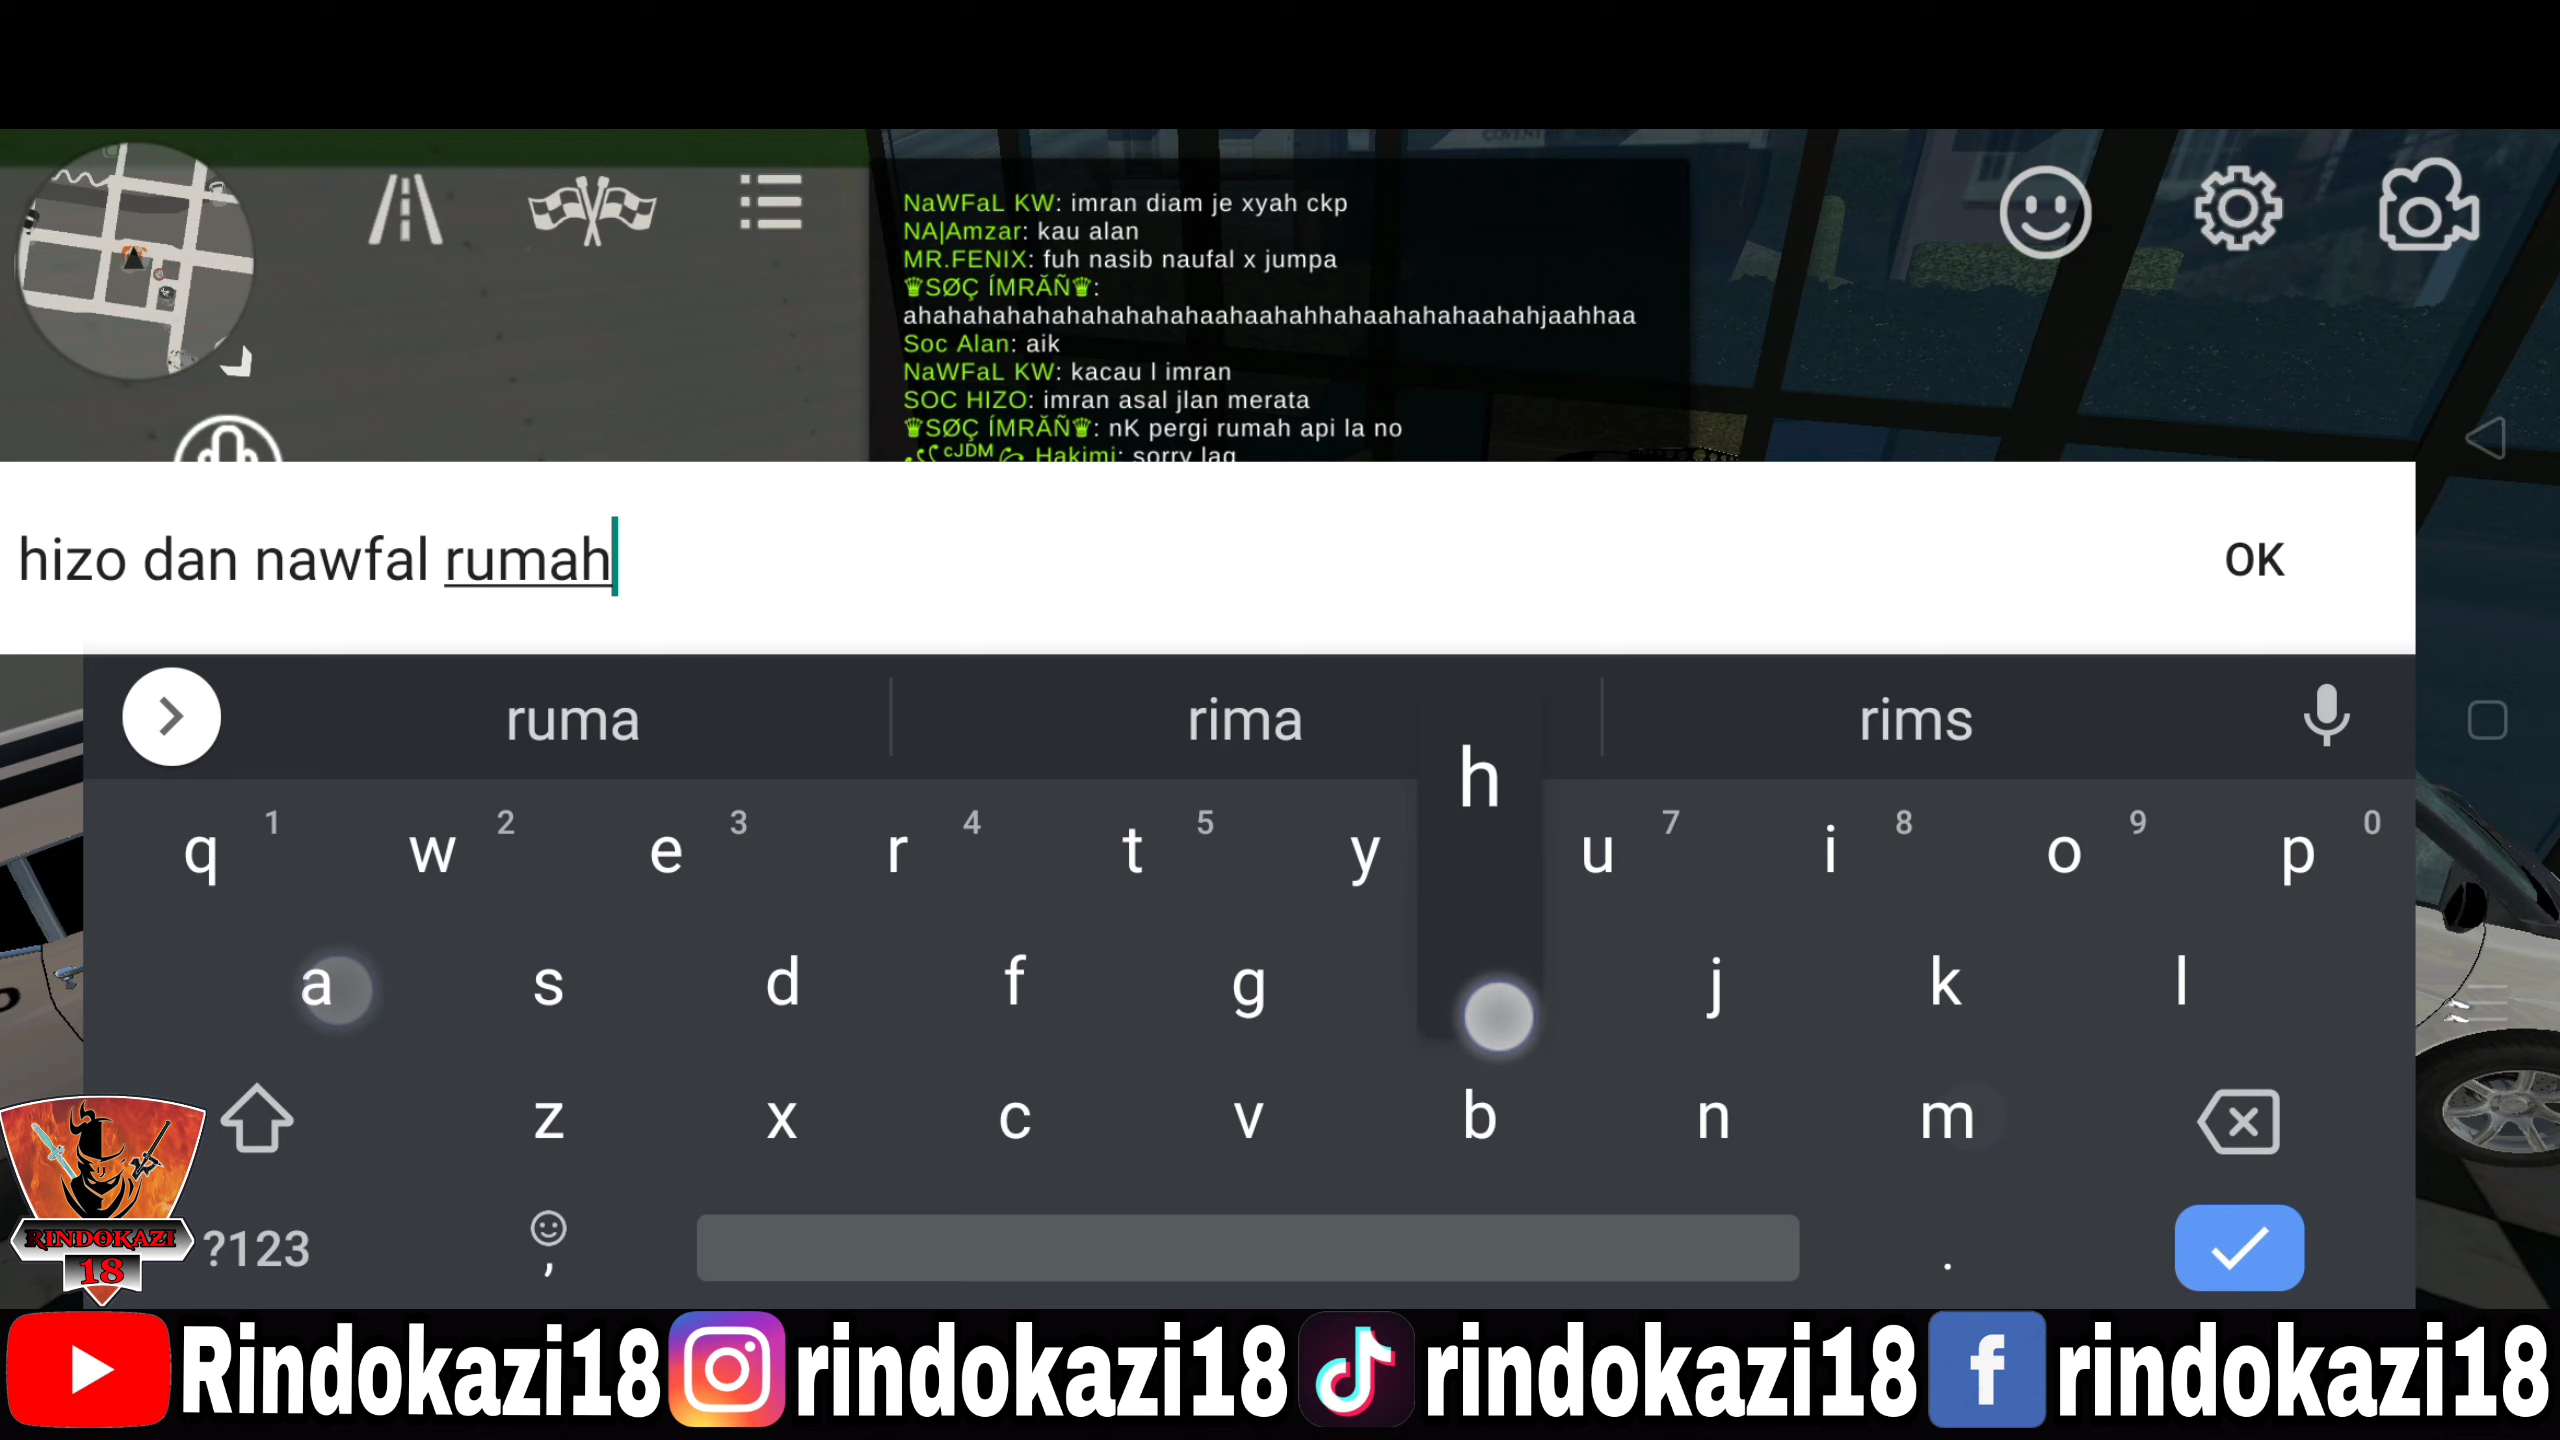 NaWFaL KW: imran diam je xyah ckp
NA|Amzar: kau alan
MR.FENIX: fuh nasib naufal x jumpa
♛SØÇ ÍMRĂÑ♛:
ahahahahahahahahahahaahaahahhahaahahahaahahjaahhaa
Soc Alan: aik
NaWFaL KW: kacau l imran
SOC HIZO: imran asal jlan merata
♛SØÇ ÍMRĂÑ♛: nK pergi rumah api la no
cJDM Hakimi: sorry lag
hizo dan nawfal rumah
OK
ruma rima rims
h
q 1 w 2 e 3 r 4 t 5 y u 7 i 8 o 9 p 0
a s d f g j k l
z x c v b n m
?123 , .
RINDOKAZI
18
Rindokazi18 rindokazi18 rindokazi18 rindokazi18